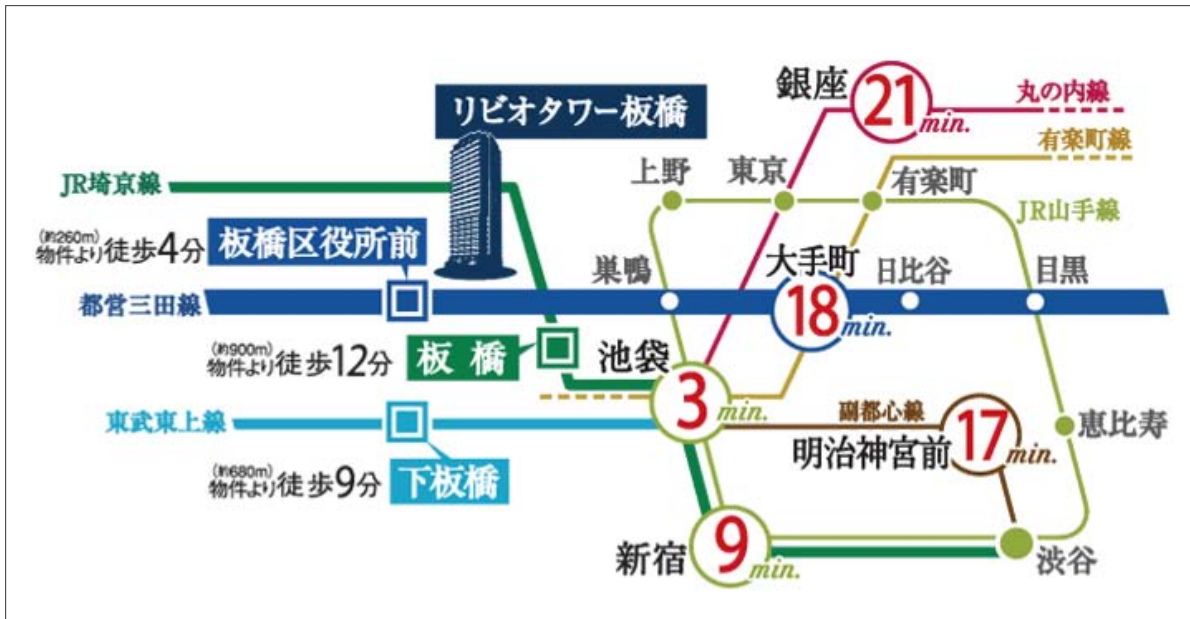 銀座
21 min.
丸の内線
リビオタワー板橋
有楽町線
上野
東京
有楽町
JR埼京線
JR山手線
(約260m)
物件より徒歩4分
板橋区役所前
巣鴨
大手町
日比谷
目黒
都営三田線
18 min.
(約900m)
物件より徒歩12分
板橋
池袋
3 min.
副都心線
17 min.
東武東上線
恵比寿
明治神宮前
(約680m)
物件より徒歩9分
下板橋
新宿
9 min.
渋谷